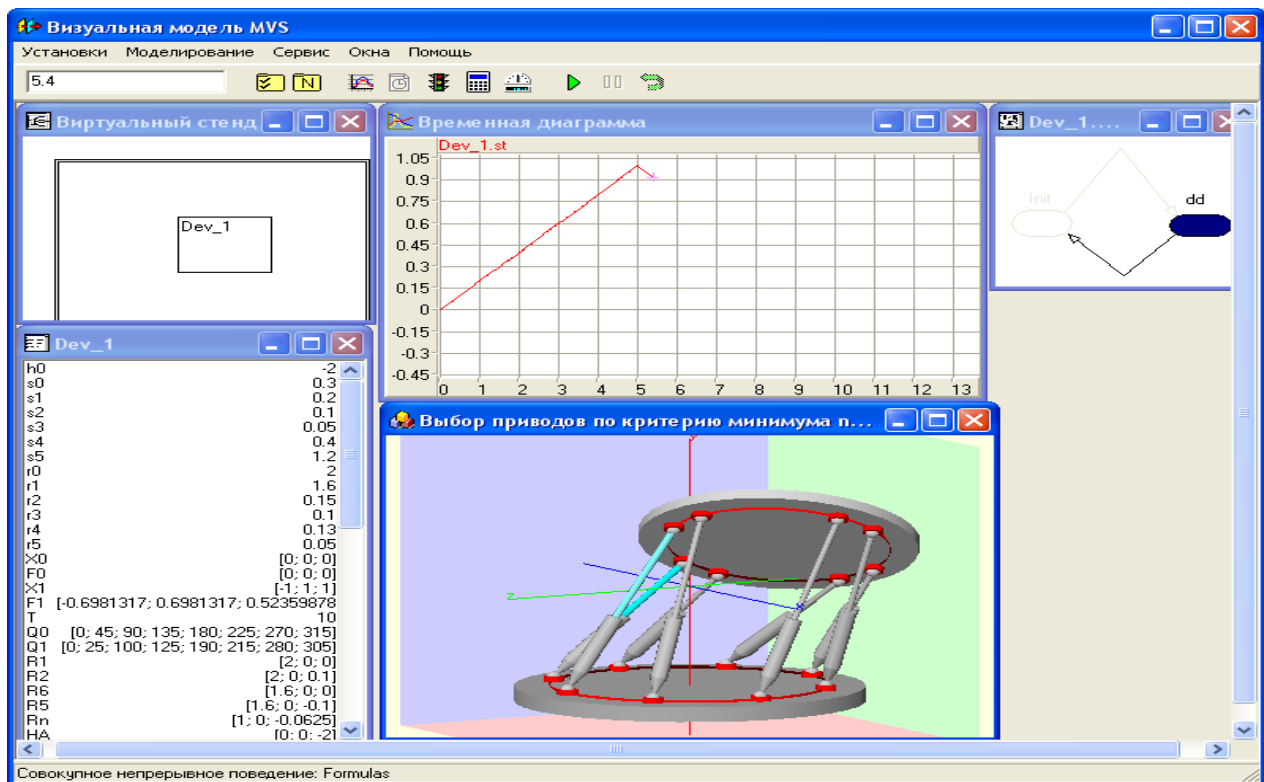 Визуальная модель MVS
Установки Моделирование Сервис Окна Помощь
5.4
N
Виртуальный стенд
Dev_1
Временная диаграмма
Dev_1.st
1.05
0.9
0.75
0.6
0.45
0.3
0.15
0
-0.15
-0.3
-0.45
0 1 2 3 4 5 6 7 8 9 10 11 12 13
Dev_1....
Init
dd
Dev_1
h0 -2
s0 0.3
s1 0.2
s2 0.1
s3 0.05
s4 0.4
s5 1.2
r0 2
r1 1.6
r2 0.15
r3 0.1
r4 0.13
r5 0.05
X0 [0; 0; 0]
F0 [0; 0; 0]
X1 [-1; 1; 1]
F1 [-0.6981317; 0.6981317; 0.52359878
T 10
Q0 [0; 45; 90; 135; 180; 225; 270; 315]
Q1 [0; 25; 100; 125; 190; 215; 280; 305]
R1 [2; 0; 0]
R2 [2; 0; 0.1]
R6 [1.6; 0; 0]
R5 [1.6; 0; -0.1]
Rn [1; 0; -0.0625]
HA [0; 0; -2]
Выбор приводов по критерию минимума п...
y
z
x
Совокупное непрерывное поведение: Formulas